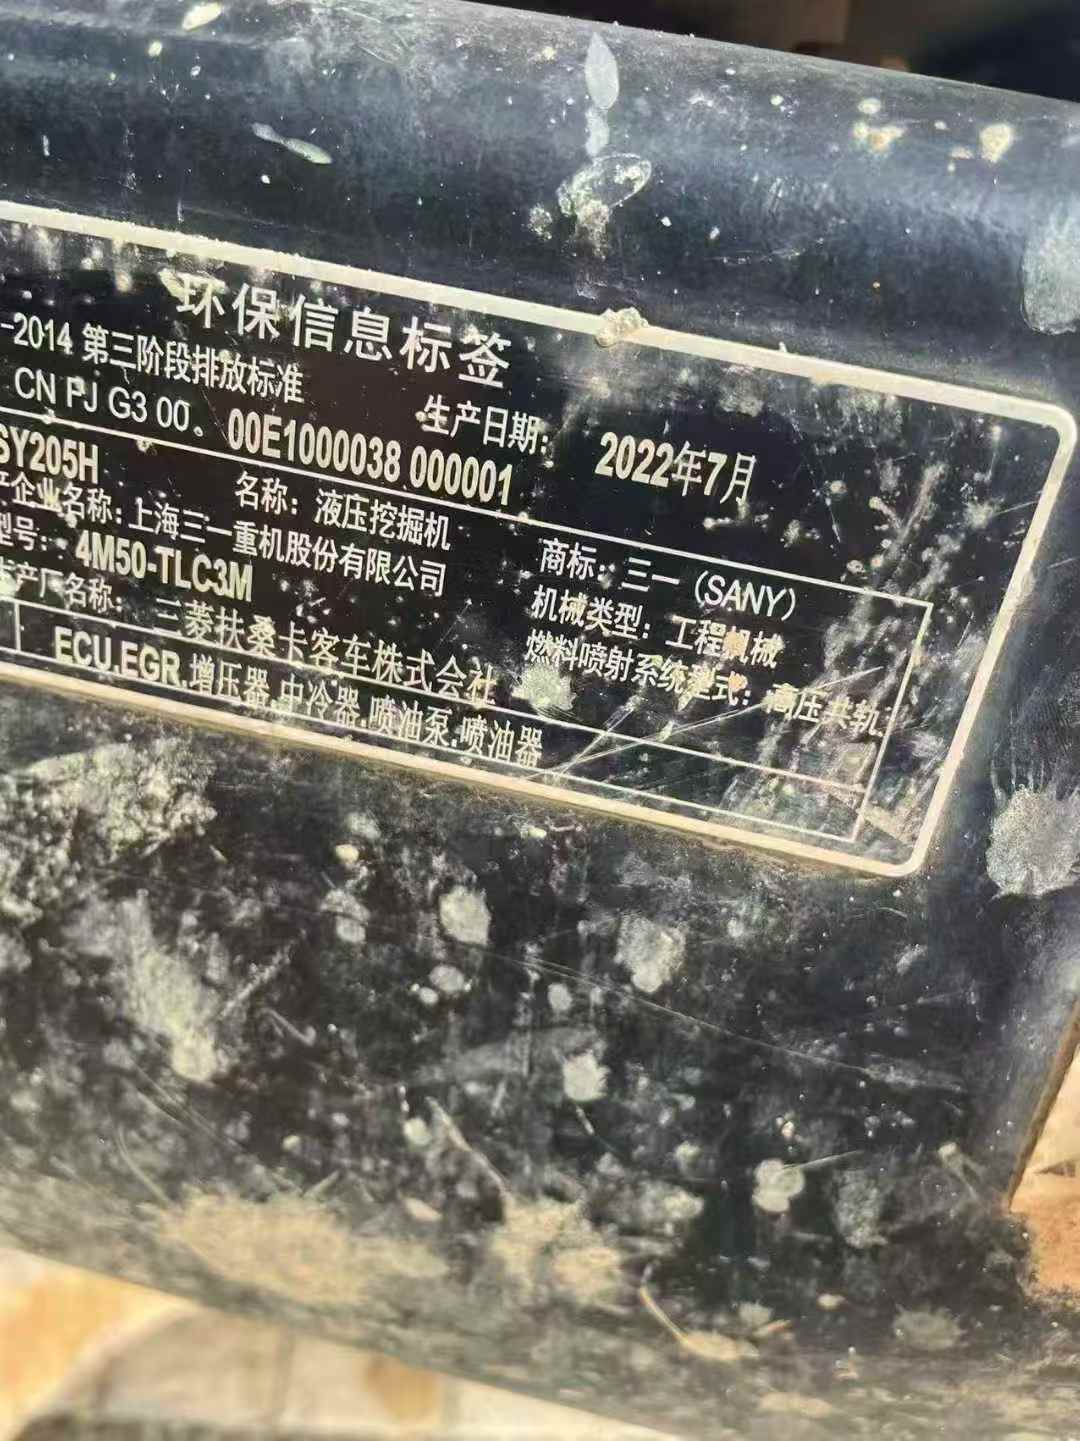 环保信息标签
-2014 第三阶段排放标准
生产日期: 2022年7月
CN PJ G3 00 00E1000038 000001
SY205H 名称: 液压挖掘机 商标: 三一 (SANY)
产企业名称: 上海三一重机股份有限公司 机械类型: 工程机械
型号: 4M50-TLC3M 燃料喷射系统型式: 高压共轨
生产厂名称: 三菱扶桑卡客车株式会社
ECU.EGR.增压器.中冷器.喷油泵.喷油器